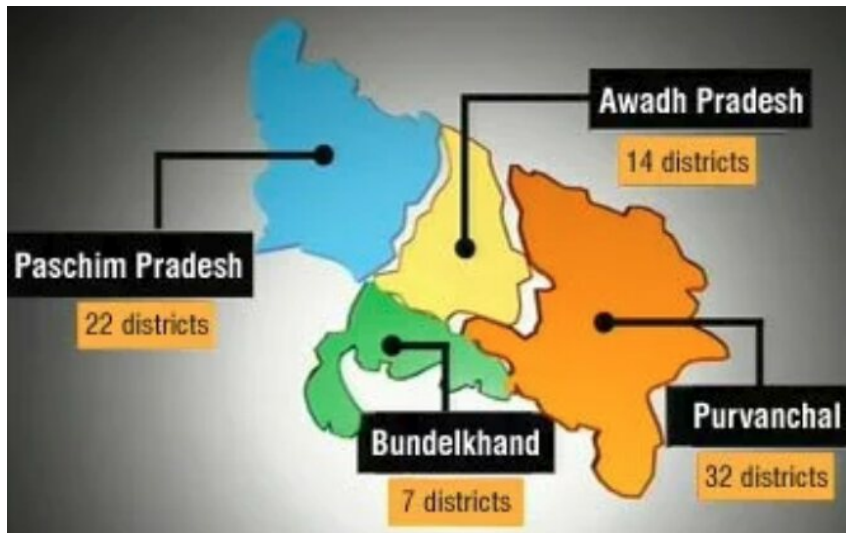 Awadh Pradesh
14 districts
Paschim Pradesh
22 districts
Purvanchal
32 districts
Bundelkhand
7 districts